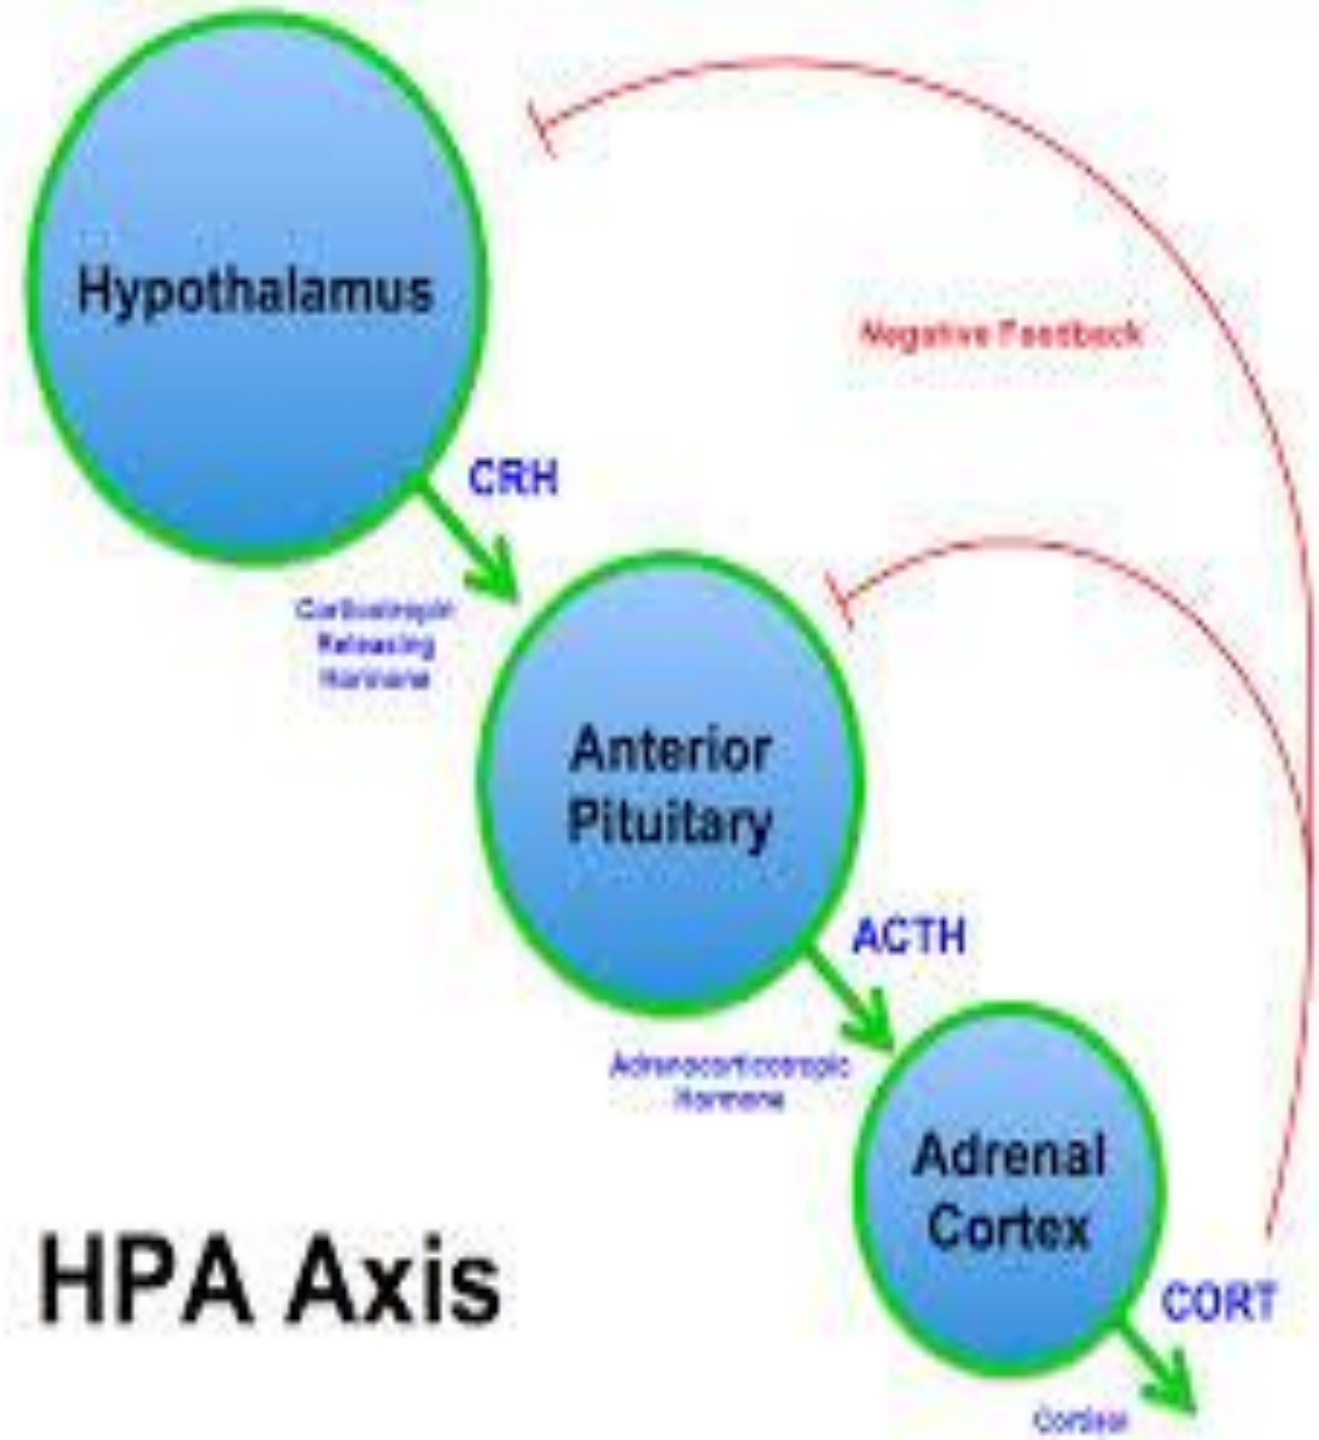 Hypothalamus
Negative Feedback
CRH
Corticotropin
Releasing
Hormone
Anterior
Pituitary
ACTH
Adrenocorticotropic
Hormone
Adrenal
Cortex
HPA Axis
CORT
Cortisol